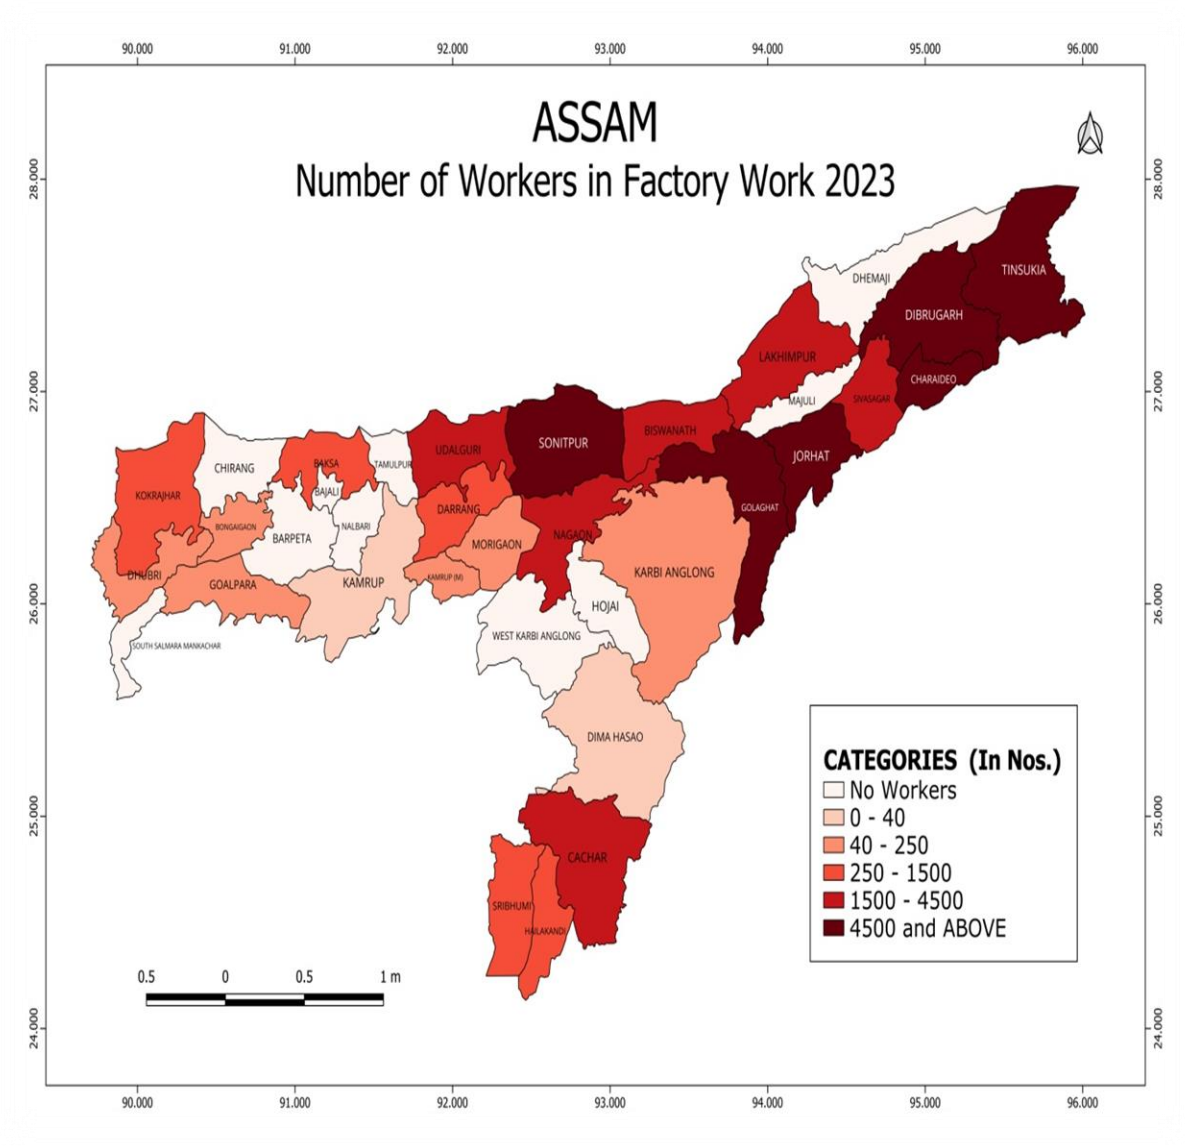 90.000 91.000 92.000 93.000 94.000 95.000 96.000
ASSAM
Number of Workers in Factory Work 2023
28.000 28.000
TINSUKIA
DHEMAJI
DIBRUGARH
LAKHIMPUR
CHARAIDEO
27.000 27.000
MAJULI
SIVASAGAR
BISWANATH
SONITPUR
UDALGURI
JORHAT
TAMULPUR
BAKSA
CHIRANG
BAJALI
KOKRAJHAR
DARRANG
GOLAGHAT
BONGAIGAON
NALBARI
BARPETA
NAGAON
MORIGAON
KARBI ANGLONG
DHUBRI
KAMRUP (M)
GOALPARA
KAMRUP
26.000 26.000
HOJAI
WEST KARBI ANGLONG
SOUTH SALMARA MANKACHAR
DIMA HASAO
CATEGORIES (In Nos.)
No Workers
0 - 40
40 - 250
250 - 1500
1500 - 4500
4500 and ABOVE
25.000 25.000
CACHAR
SRIBHUMI
HAILAKANDI
0.5 0 0.5 1 m
24.000 24.000
90.000 91.000 92.000 93.000 94.000 95.000 96.000